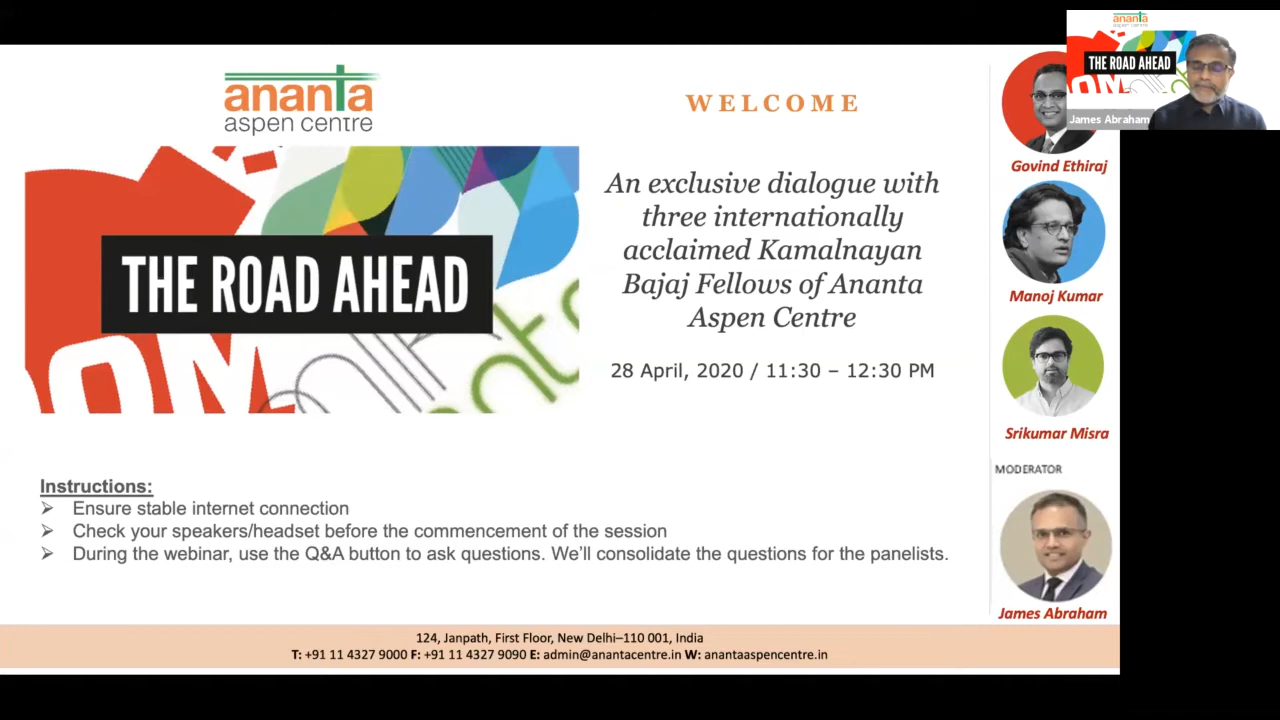 ananta
aspen centre
THE ROAD AHEAD
WELCOME
An exclusive dialogue with
three internationally
acclaimed Kamalnayan
Bajaj Fellows of Ananta
Aspen Centre
28 April, 2020 / 11:30 – 12:30 PM
Instructions:
Ensure stable internet connection
Check your speakers/headset before the commencement of the session
During the webinar, use the Q&A button to ask questions. We'll consolidate the questions for the panelists.
Govind Ethiraj
Manoj Kumar
Srikumar Misra
MODERATOR
James Abraham
124, Janpath, First Floor, New Delhi–110 001, India
T: +91 11 4327 9000 F: +91 11 4327 9090 E: admin@anantacentre.in W: anantaaspencentre.in
ananta
aspen centre
THE ROAD AHEAD
James Abraham